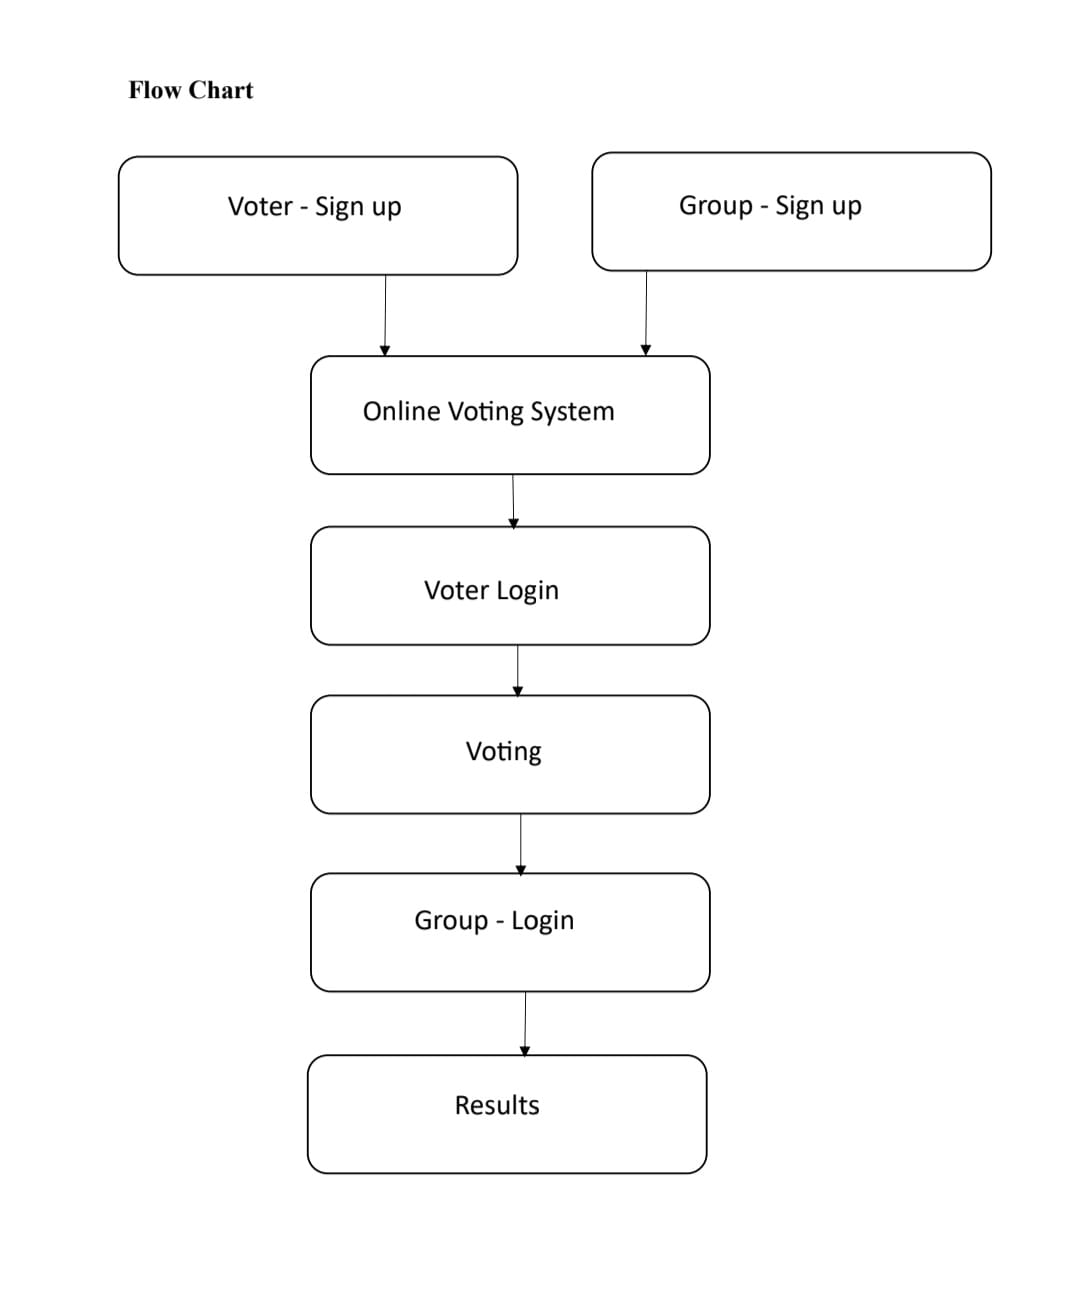 Flow Chart
Voter - Sign up
Group - Sign up
Online Voting System
Voter Login
Voting
Group - Login
Results